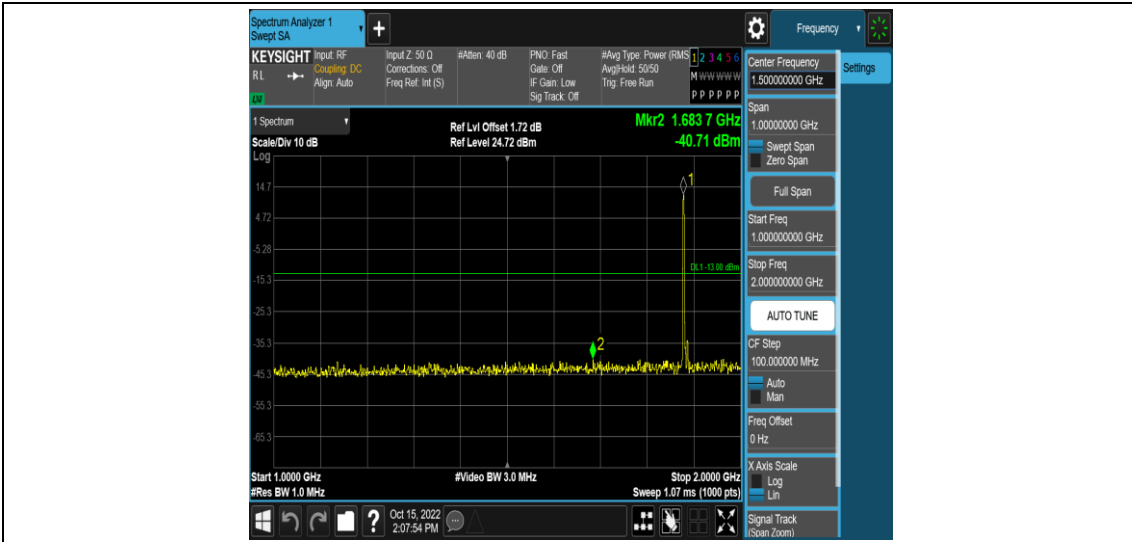 Spectrum Analyzer 1
Swept SA
Frequency
KEYSIGHT
RL
LNI
Input: RF
Coupling: DC
Align: Auto
Input Z: 50 Ω
Corrections: Off
Freq Ref: Int (S)
#Atten: 40 dB
PNO: Fast
Gate: Off
IF Gain: Low
Sig Track: Off
#Avg Type: Power (RMS
Avg|Hold: 50/50
Trig: Free Run
1 2 3 4 5 6
M W W W W W
P P P P P P
1 Spectrum
Scale/Div 10 dB
Log
Ref Lvl Offset 1.72 dB
Ref Level 24.72 dBm
Mkr2 1.683 7 GHz
-40.71 dBm
14.7
4.72
-5.28
-15.3
-25.3
-35.3
-45.3
-55.3
-65.3
1
DL1 -13.00 dBm
2
Start 1.0000 GHz
#Res BW 1.0 MHz
#Video BW 3.0 MHz
Stop 2.0000 GHz
Sweep 1.07 ms (1000 pts)
Center Frequency
1.500000000 GHz
Settings
Span
1.00000000 GHz
Swept Span
Zero Span
Full Span
Start Freq
1.000000000 GHz
Stop Freq
2.000000000 GHz
AUTO TUNE
CF Step
100.000000 MHz
Auto
Man
Freq Offset
0 Hz
X Axis Scale
Log
Lin
Signal Track
(Span Zoom)
?
Oct 15, 2022
2:07:54 PM